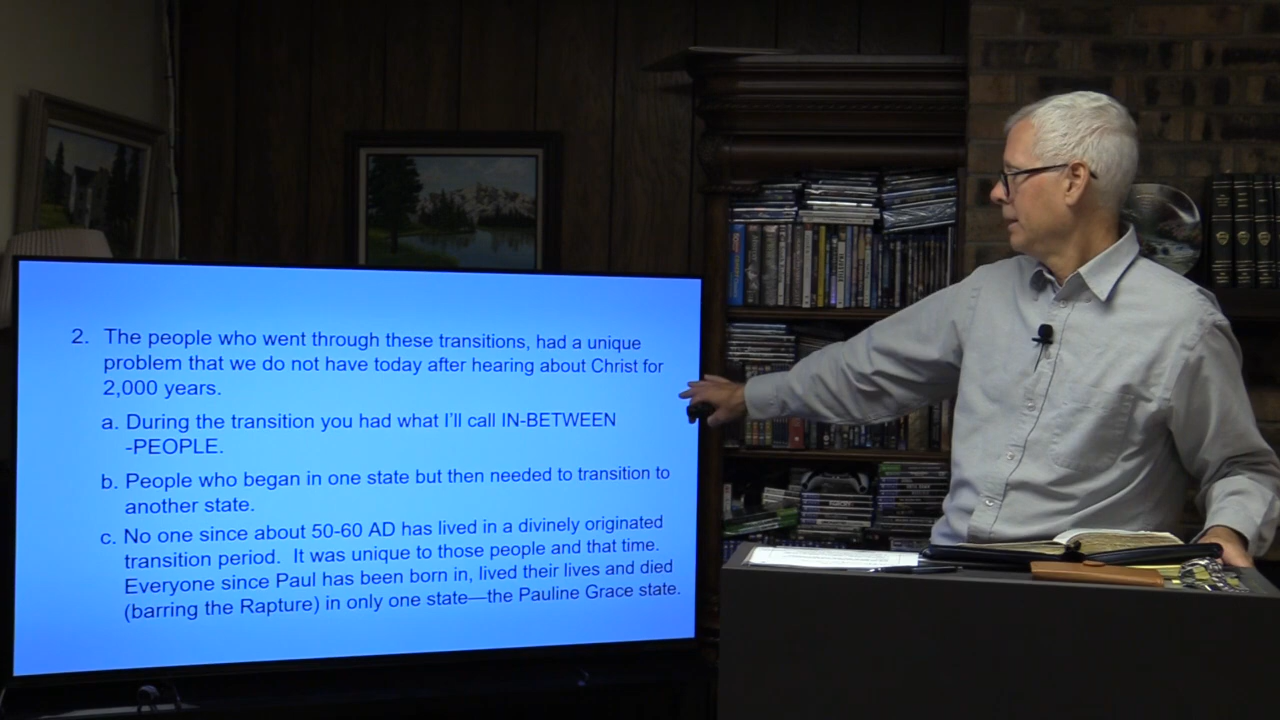 2. The people who went through these transitions, had a unique
problem that we do not have today after hearing about Christ for
2,000 years.
a. During the transition you had what I'll call IN-BETWEEN
-PEOPLE.
b. People who began in one state but then needed to transition to
another state.
c. No one since about 50-60 AD has lived in a divinely originated
transition period. It was unique to those people and that time.
Everyone since Paul has been born in, lived their lives and died
(barring the Rapture) in only one state—the Pauline Grace state.